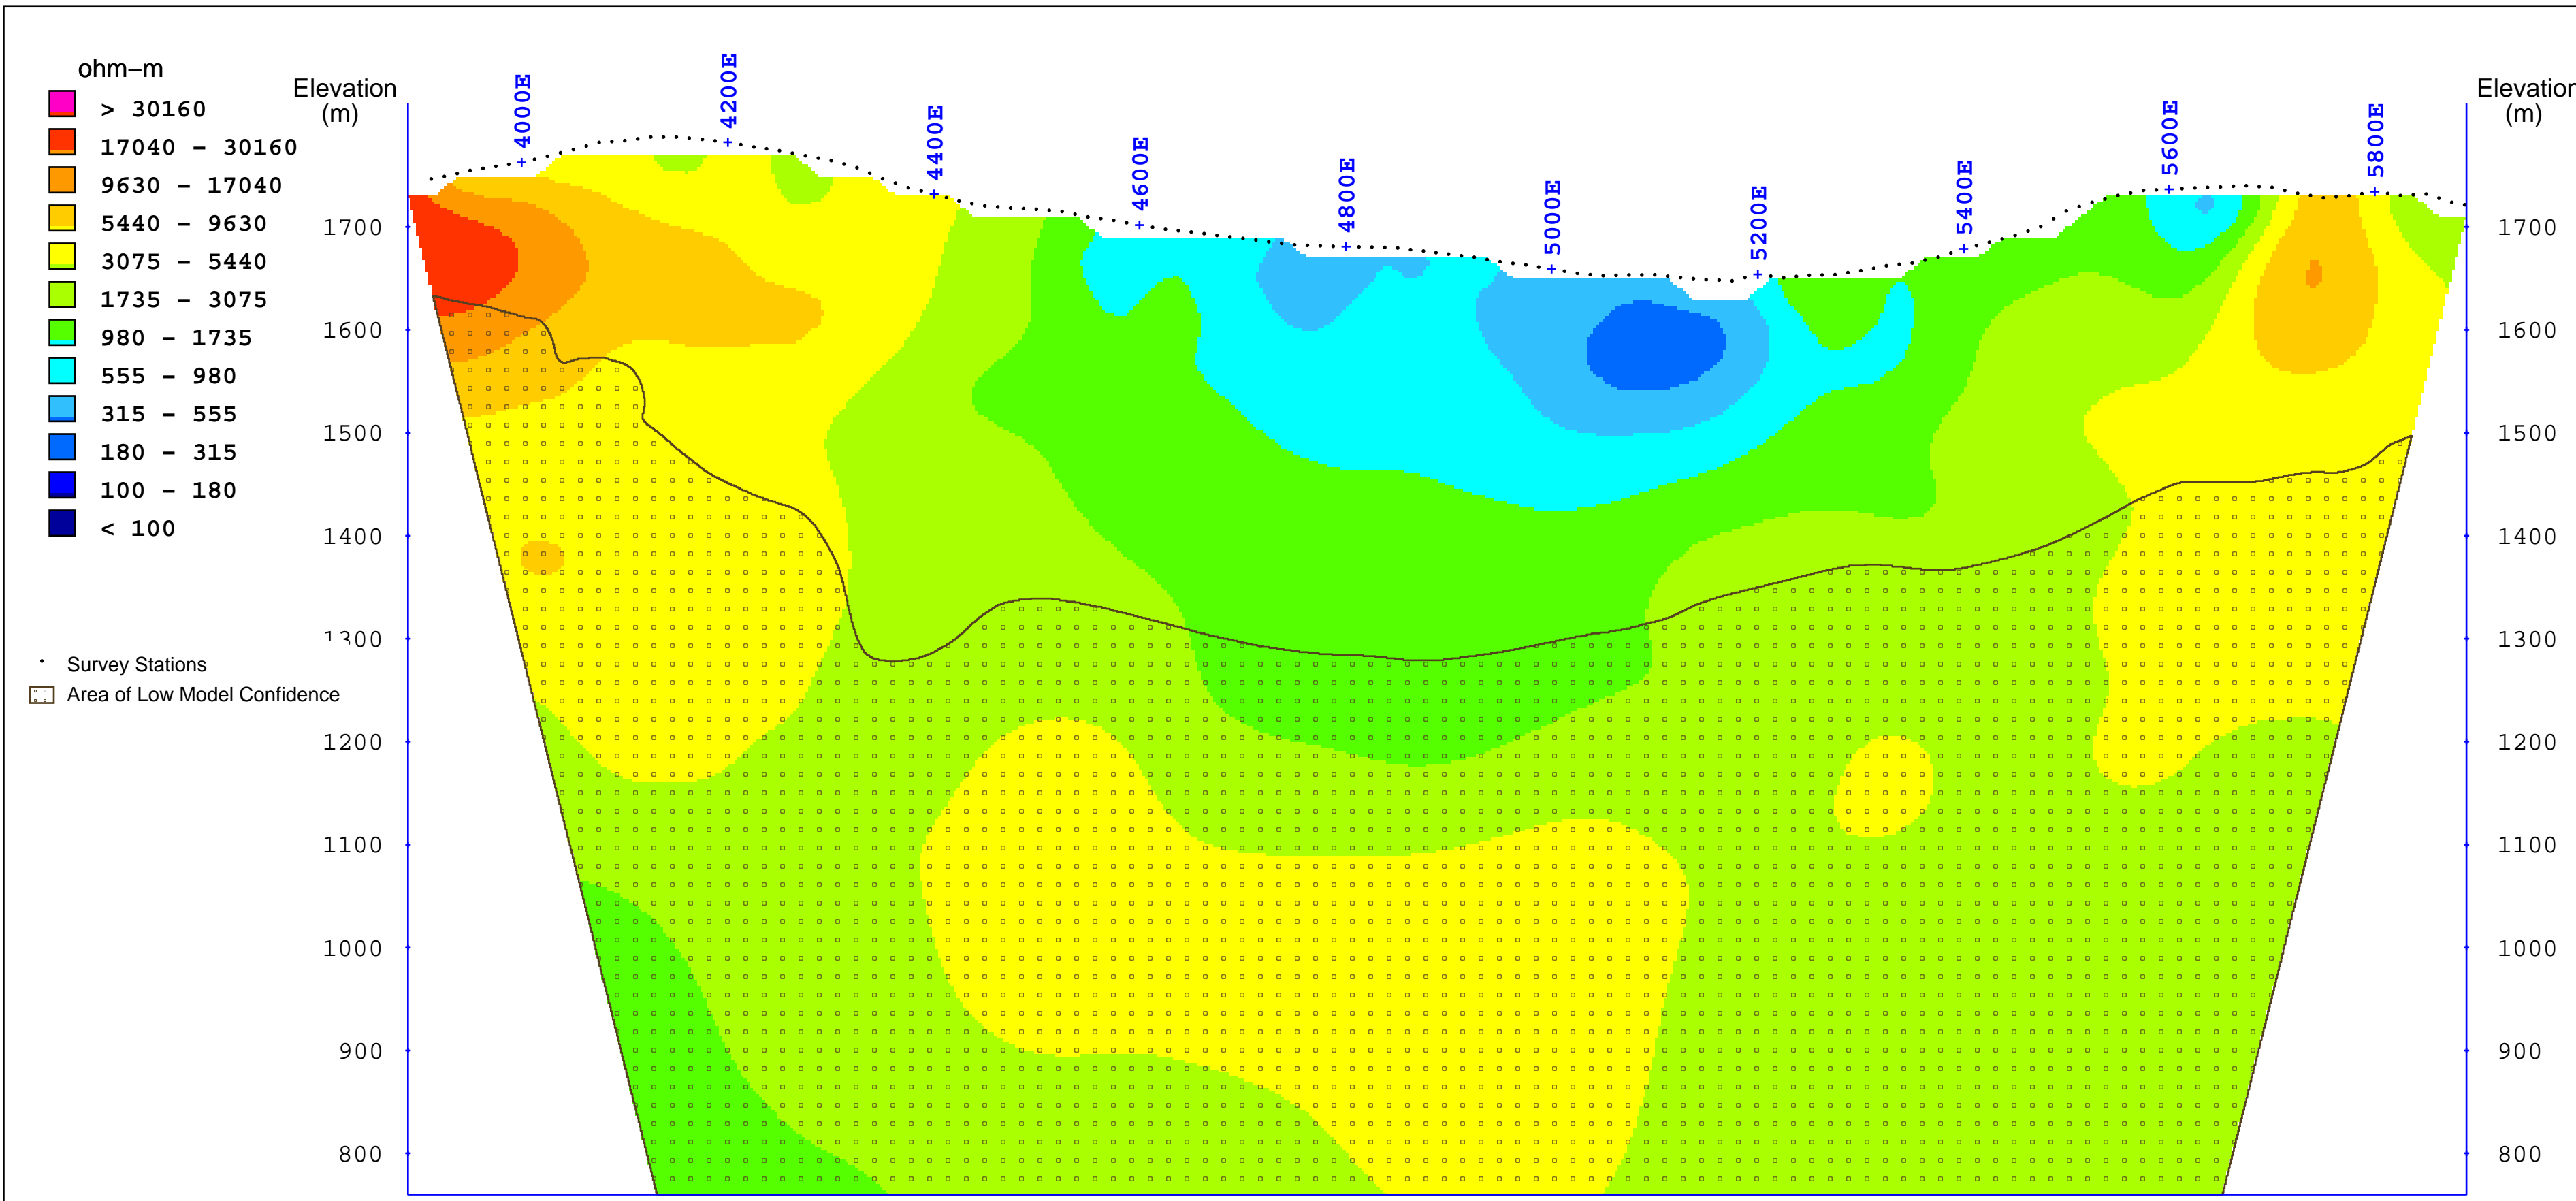 ohm–m
> 30160
17040 – 30160
9630 – 17040
5440 – 9630
3075 – 5440
1735 – 3075
980 – 1735
555 – 980
315 – 555
180 – 315
100 – 180
< 100
Survey Stations
Area of Low Model Confidence
Elevation
(m)
1700
1600
1500
1400
1300
1200
1100
1000
900
800
+4000E
+4200E
+4400E
+4600E
+4800E
+5000E
+5200E
+5400E
+5600E
+5800E
Elevation
(m)
1700
1600
1500
1400
1300
1200
1100
1000
900
800